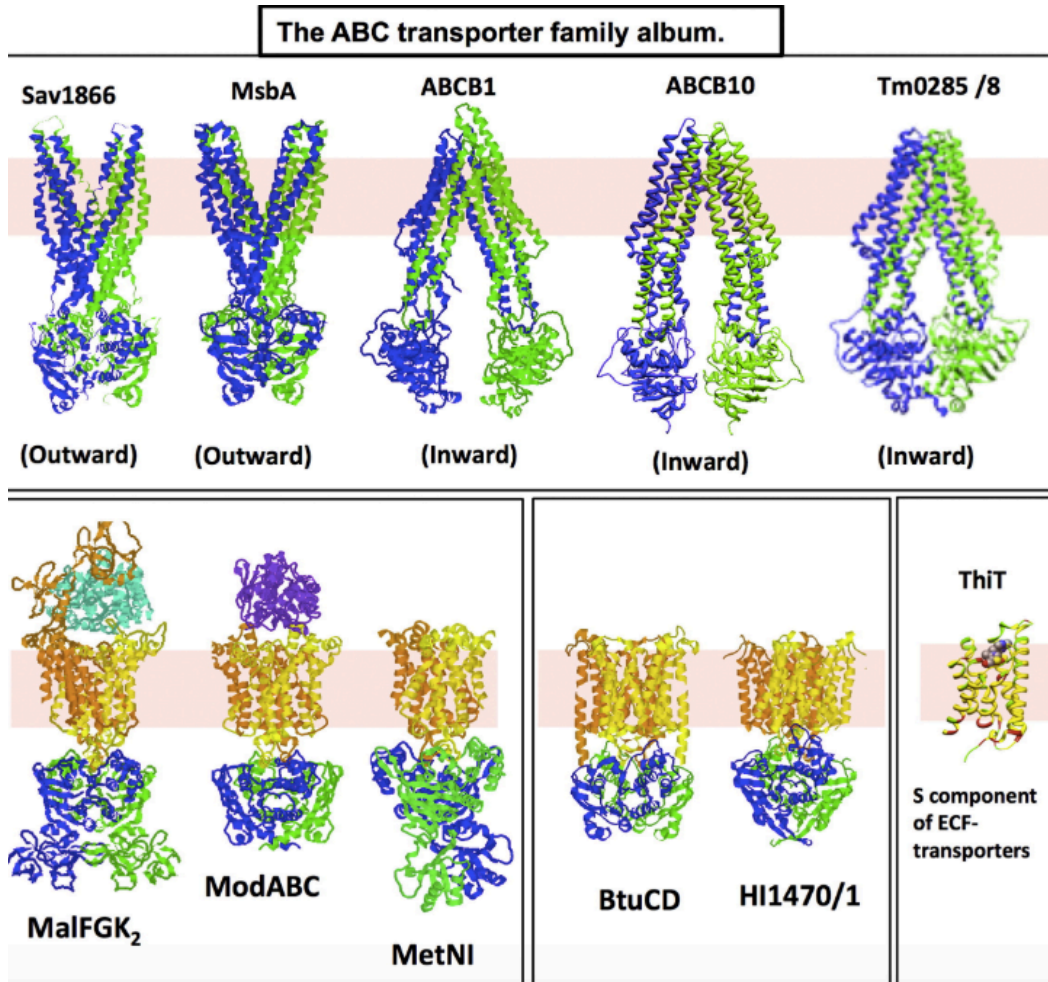 The ABC transporter family album.
Sav1866
MsbA
ABCB1
ABCB10
Tm0285 /8
(Outward)
(Outward)
(Inward)
(Inward)
(Inward)
MalFGK₂
ModABC
MetNI
BtuCD
HI1470/1
ThiT
S component
of ECF-
transporters